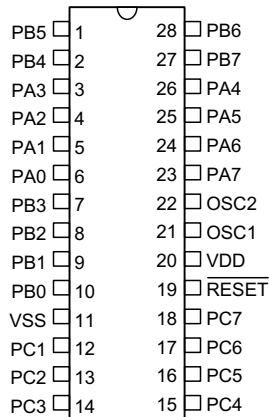 PB5 1 28 PB6
PB4 2 27 PB7
PA3 3 26 PA4
PA2 4 25 PA5
PA1 5 24 PA6
PA0 6 23 PA7
PB3 7 22 OSC2
PB2 8 21 OSC1
PB1 9 20 VDD
PB0 10 19 RESET
VSS 11 18 PC7
PC1 12 17 PC6
PC2 13 16 PC5
PC3 14 15 PC4